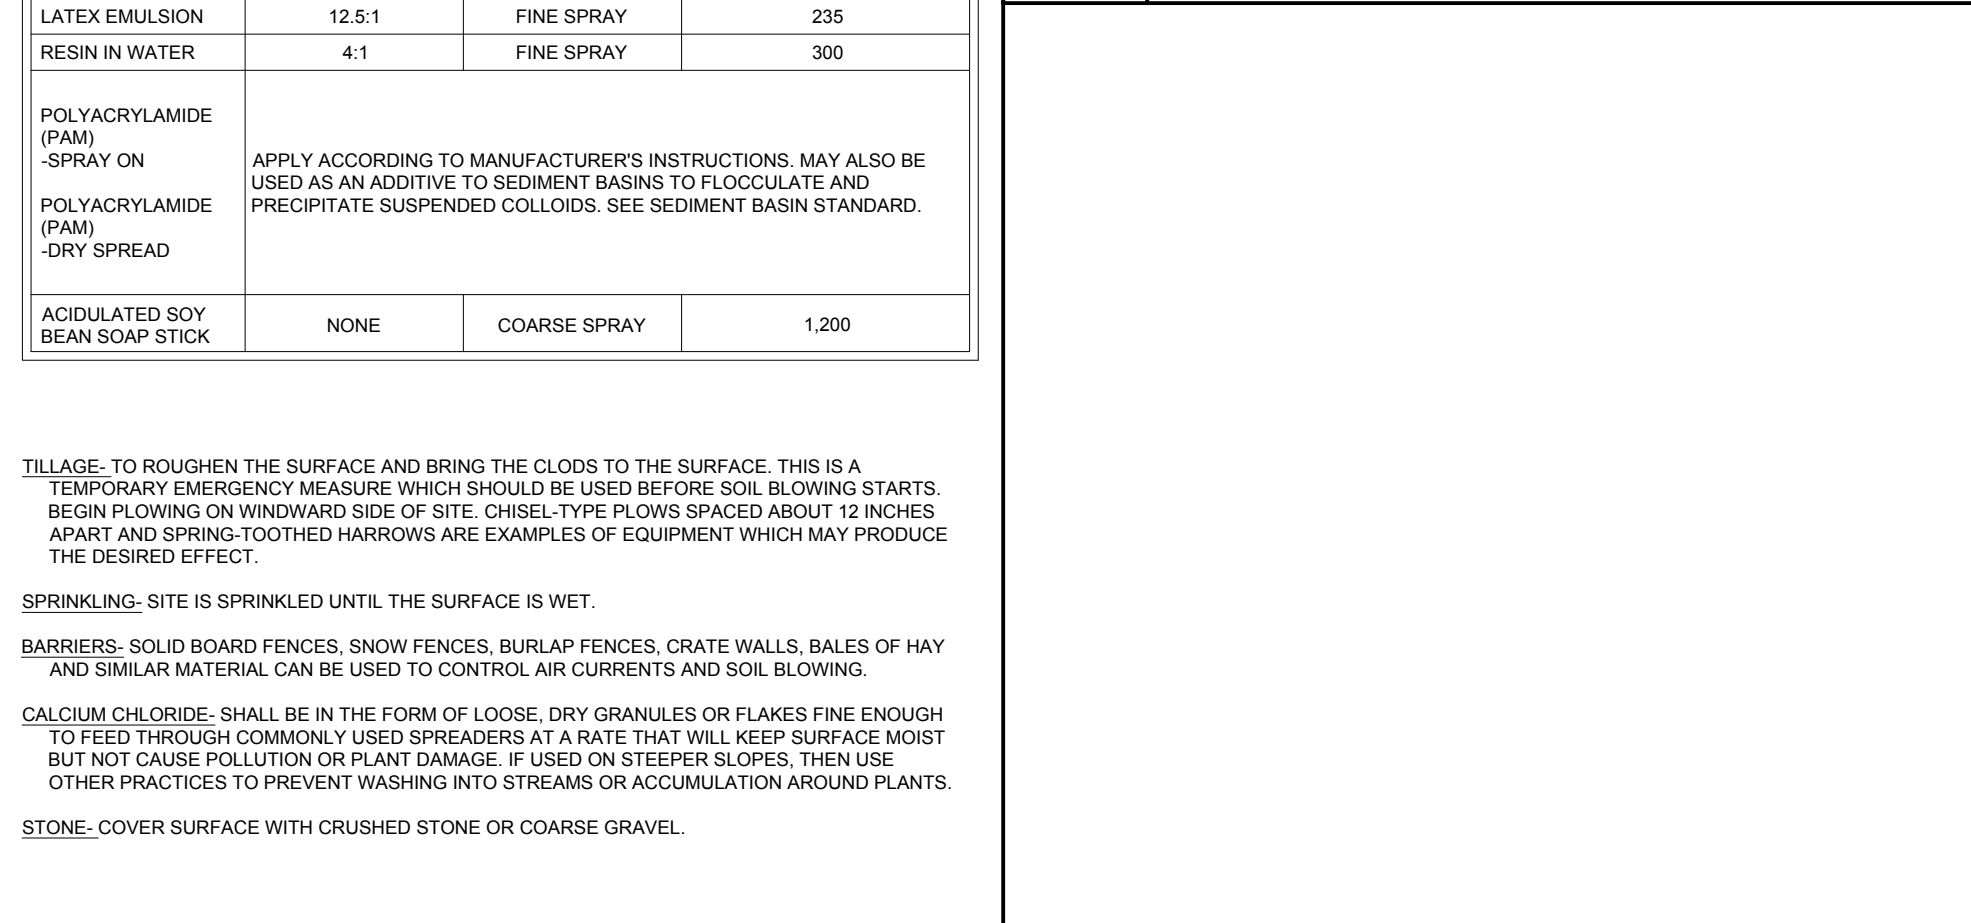 LATEX EMULSION 12.5:1 FINE SPRAY 235
RESIN IN WATER 4:1 FINE SPRAY 300
POLYACRYLAMIDE
(PAM)
-SPRAY ON
POLYACRYLAMIDE
(PAM)
-DRY SPREAD
APPLY ACCORDING TO MANUFACTURER'S INSTRUCTIONS. MAY ALSO BE
USED AS AN ADDITIVE TO SEDIMENT BASINS TO FLOCCULATE AND
PRECIPITATE SUSPENDED COLLOIDS. SEE SEDIMENT BASIN STANDARD.
ACIDULATED SOY
BEAN SOAP STICK
NONE COARSE SPRAY 1,200
TILLAGE- TO ROUGHEN THE SURFACE AND BRING THE CLODS TO THE SURFACE. THIS IS A
TEMPORARY EMERGENCY MEASURE WHICH SHOULD BE USED BEFORE SOIL BLOWING STARTS.
BEGIN PLOWING ON WINDWARD SIDE OF SITE. CHISEL-TYPE PLOWS SPACED ABOUT 12 INCHES
APART AND SPRING-TOOTHED HARROWS ARE EXAMPLES OF EQUIPMENT WHICH MAY PRODUCE
THE DESIRED EFFECT.
SPRINKLING- SITE IS SPRINKLED UNTIL THE SURFACE IS WET.
BARRIERS- SOLID BOARD FENCES, SNOW FENCES, BURLAP FENCES, CRATE WALLS, BALES OF HAY
AND SIMILAR MATERIAL CAN BE USED TO CONTROL AIR CURRENTS AND SOIL BLOWING.
CALCIUM CHLORIDE- SHALL BE IN THE FORM OF LOOSE, DRY GRANULES OR FLAKES FINE ENOUGH
TO FEED THROUGH COMMONLY USED SPREADERS AT A RATE THAT WILL KEEP SURFACE MOIST
BUT NOT CAUSE POLLUTION OR PLANT DAMAGE. IF USED ON STEEPER SLOPES, THEN USE
OTHER PRACTICES TO PREVENT WASHING INTO STREAMS OR ACCUMULATION AROUND PLANTS.
STONE- COVER SURFACE WITH CRUSHED STONE OR COARSE GRAVEL.